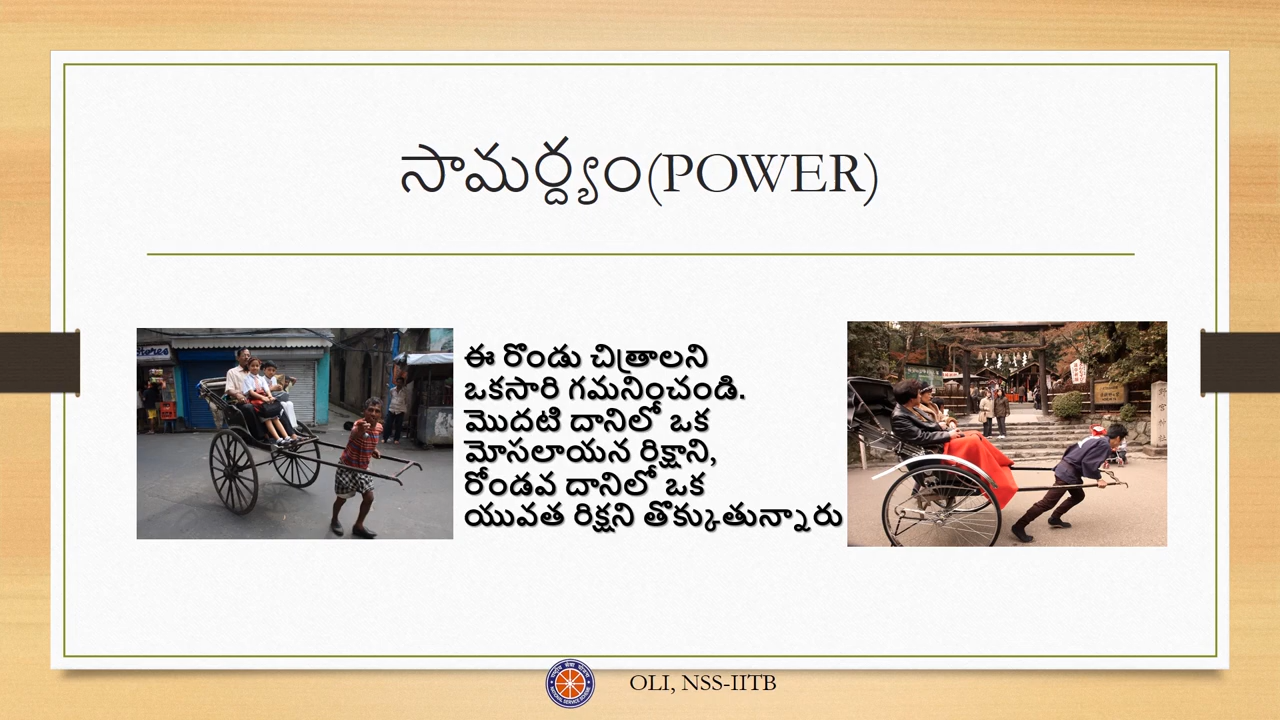 సామర్ద్యం(POWER)
ఈ రొండు చిత్రాలని
ఒకసారి గమనించండి.
మొదటి దానిలో ఒక
మోసలాయన రిక్షాని,
రోండవ దానిలో ఒక
యువత రిక్షని తొక్కుతున్నారు
OLI, NSS-IITB